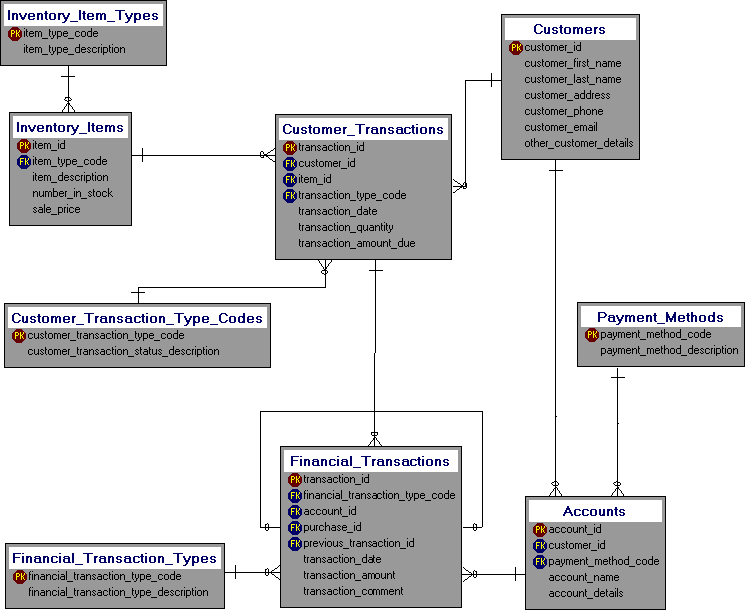 Inventory_Item_Types
PK item_type_code
item_type_description
Customers
PK customer_id
customer_first_name
customer_last_name
customer_address
customer_phone
customer_email
other_customer_details
Inventory_Items
PK item_id
FK item_type_code
item_description
number_in_stock
sale_price
Customer_Transactions
PK transaction_id
FK customer_id
FK item_id
FK transaction_type_code
transaction_date
transaction_quantity
transaction_amount_due
Customer_Transaction_Type_Codes
PK customer_transaction_type_code
customer_transaction_status_description
Payment_Methods
PK payment_method_code
payment_method_description
Financial_Transactions
PK transaction_id
FK financial_transaction_type_code
FK account_id
FK purchase_id
FK previous_transaction_id
transaction_date
transaction_amount
transaction_comment
Accounts
PK account_id
FK customer_id
FK payment_method_code
account_name
account_details
Financial_Transaction_Types
PK financial_transaction_type_code
financial_transaction_type_description